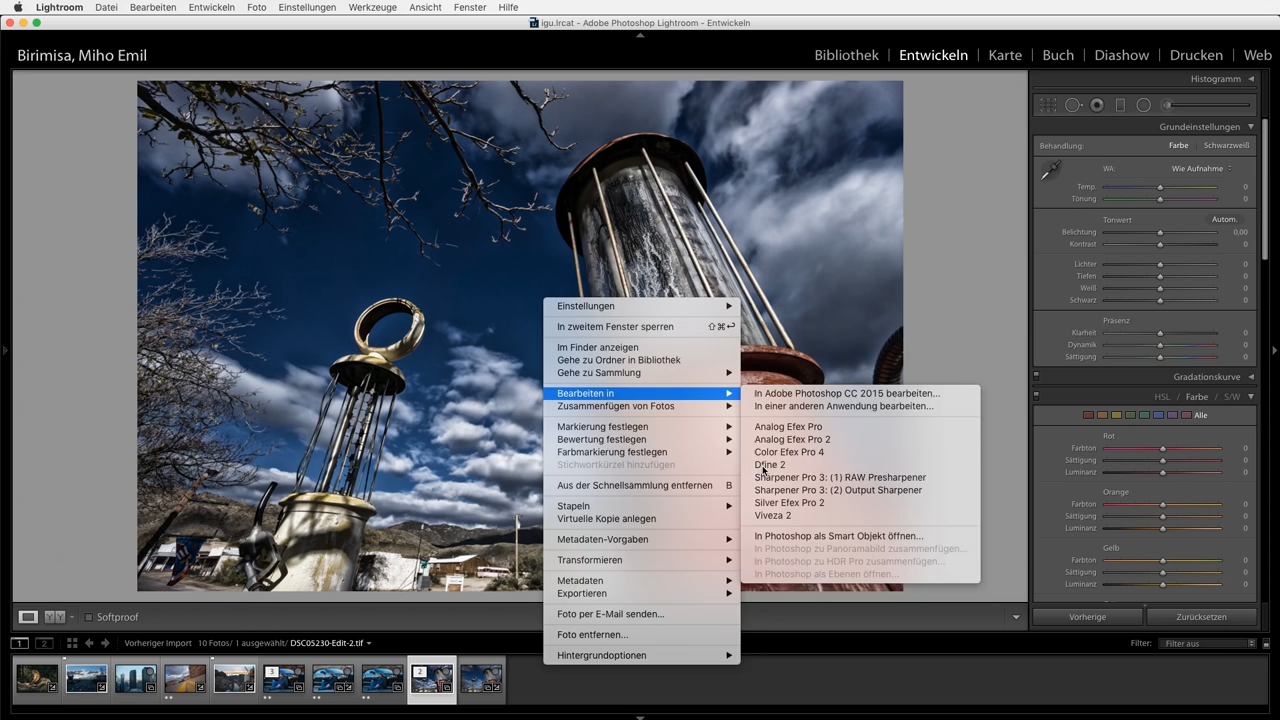 Lightroom Datei Bearbeiten Entwickeln Foto Einstellungen Werkzeuge Ansicht Fenster Hilfe
igu.lrcat - Adobe Photoshop Lightroom - Entwickeln
Birimisa, Miho Emil
Bibliothek | Entwickeln | Karte | Buch | Diashow | Drucken | Web
Histogramm
Grundeinstellungen
Behandlung: Farbe Schwarzweiß
WA: Wie Aufnahme
Temp. 0
Tönung 0
Tonwert Autom.
Belichtung 0,00
Kontrast 0
Lichter 0
Tiefen 0
Weiß 0
Schwarz 0
Präsenz
Klarheit 0
Dynamik 0
Sättigung 0
Gradationskurve
HSL / Farbe / S/W
Alle
Rot
Farbton 0
Sättigung 0
Luminanz 0
Orange
Farbton 0
Sättigung 0
Luminanz 0
Gelb
Farbton 0
Sättigung 0
Luminanz 0
Vorherige Zurücksetzen
Einstellungen
In zweitem Fenster sperren ⇧⌘↩
Im Finder anzeigen
Gehe zu Ordner in Bibliothek
Gehe zu Sammlung
Bearbeiten in
Zusammenfügen von Fotos
Markierung festlegen
Bewertung festlegen
Farbmarkierung festlegen
Stichwortkürzel hinzufügen
Aus der Schnellsammlung entfernen B
Stapeln
Virtuelle Kopie anlegen
Metadaten-Vorgaben
Transformieren
Metadaten
Exportieren
Foto per E-Mail senden...
Foto entfernen...
Hintergrundoptionen
In Adobe Photoshop CC 2015 bearbeiten...
In einer anderen Anwendung bearbeiten...
Analog Efex Pro
Analog Efex Pro 2
Color Efex Pro 4
Dfine 2
Sharpener Pro 3: (1) RAW Presharpener
Sharpener Pro 3: (2) Output Sharpener
Silver Efex Pro 2
Viveza 2
In Photoshop als Smart Objekt öffnen...
In Photoshop zu Panoramabild zusammenfügen...
In Photoshop zu HDR Pro zusammenfügen...
In Photoshop als Ebenen öffnen...
Y Y Softproof
1 2 Vorheriger Import 10 Fotos/ 1 ausgewählt/ DSC05230-Edit-2.tif Filter: Filter aus
3 2